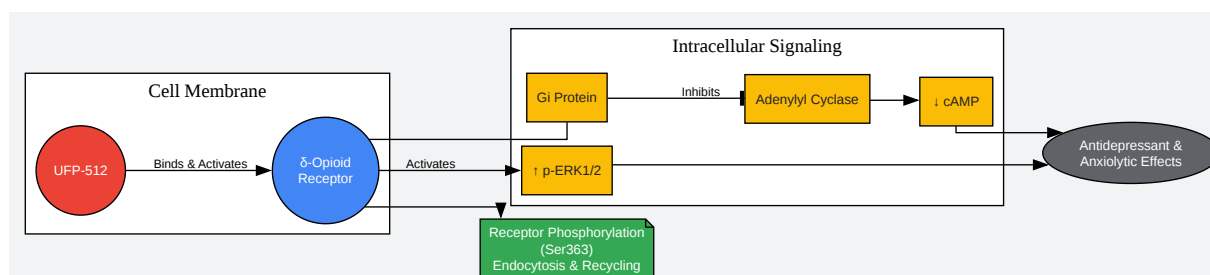 Cell Membrane
UFP-512
Binds & Activates
δ-Opioid
Receptor
Activates
Intracellular Signaling
Gi Protein
Inhibits
Adenylyl Cyclase
↓ cAMP
↑ p-ERK1/2
Antidepressant &
Anxiolytic Effects
Receptor Phosphorylation
(Ser363)
Endocytosis & Recycling